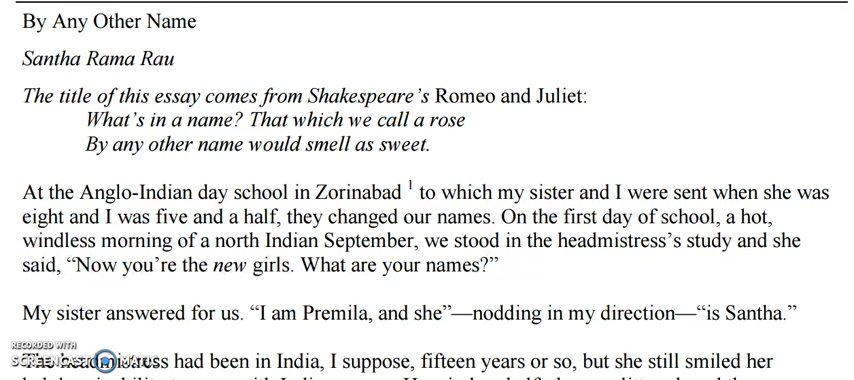 By Any Other Name
Santha Rama Rau
The title of this essay comes from Shakespeare's Romeo and Juliet:
What's in a name? That which we call a rose
By any other name would smell as sweet.
At the Anglo-Indian day school in Zorinabad 1 to which my sister and I were sent when she was
eight and I was five and a half, they changed our names. On the first day of school, a hot,
windless morning of a north Indian September, we stood in the headmistress's study and she
said, “Now you're the new girls. What are your names?”
My sister answered for us. “I am Premila, and she”—nodding in my direction—“is Santha.”
RECORDED WITH
SCREENCAST O MATIC
The headmistress had been in India, I suppose, fifteen years or so, but she still smiled her